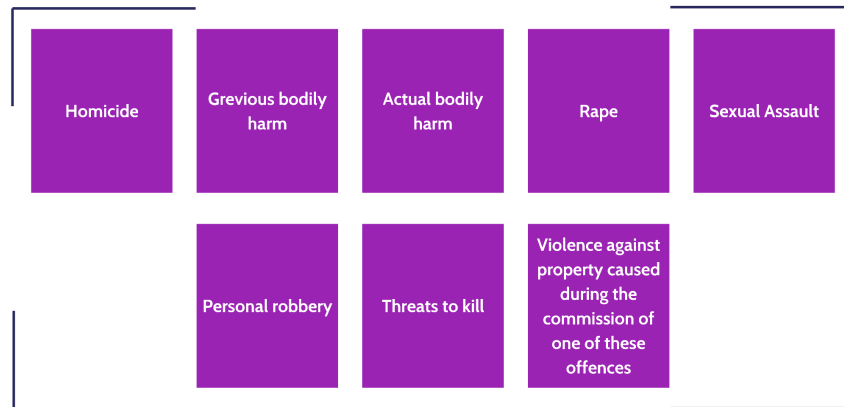 Homicide
Grevious bodily
harm
Actual bodily
harm
Rape
Sexual Assault
Personal robbery
Threats to kill
Violence against
property caused
during the
commission of
one of these
offences